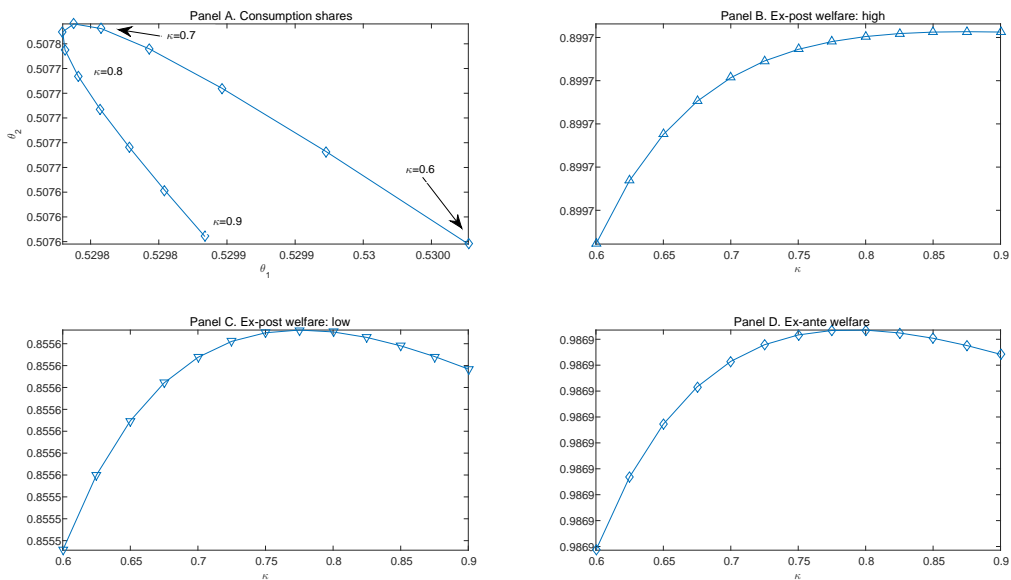 Panel A. Consumption shares
0.5078
0.5077
0.5077
0.5077
0.5077
0.5077
0.5076
0.5076
0.5076
θ2
κ=0.7
κ=0.8
κ=0.6
κ=0.9
0.5298 0.5298 0.5299 0.5299 0.53 0.5300
θ1
Panel B. Ex-post welfare: high
0.8997
0.8997
0.8997
0.8997
0.8997
0.6 0.65 0.7 0.75 0.8 0.85 0.9
κ
Panel C. Ex-post welfare: low
0.8556
0.8556
0.8556
0.8556
0.8556
0.8556
0.8555
0.8555
0.8555
0.6 0.65 0.7 0.75 0.8 0.85 0.9
κ
Panel D. Ex-ante welfare
0.9869
0.9869
0.9869
0.9869
0.9869
0.9869
0.9869
0.9869
0.9869
0.6 0.65 0.7 0.75 0.8 0.85 0.9
κ